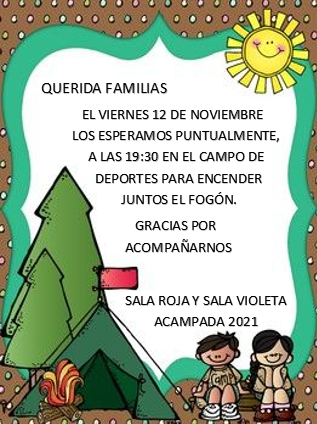 QUERIDA FAMILIAS
EL VIERNES 12 DE NOVIEMBRE
LOS ESPERAMOS PUNTUALMENTE,
A LAS 19:30 EN EL CAMPO DE
DEPORTES PARA ENCENDER
JUNTOS EL FOGÓN.
GRACIAS POR
ACOMPAÑARNOS
SALA ROJA Y SALA VIOLETA
ACAMPADA 2021